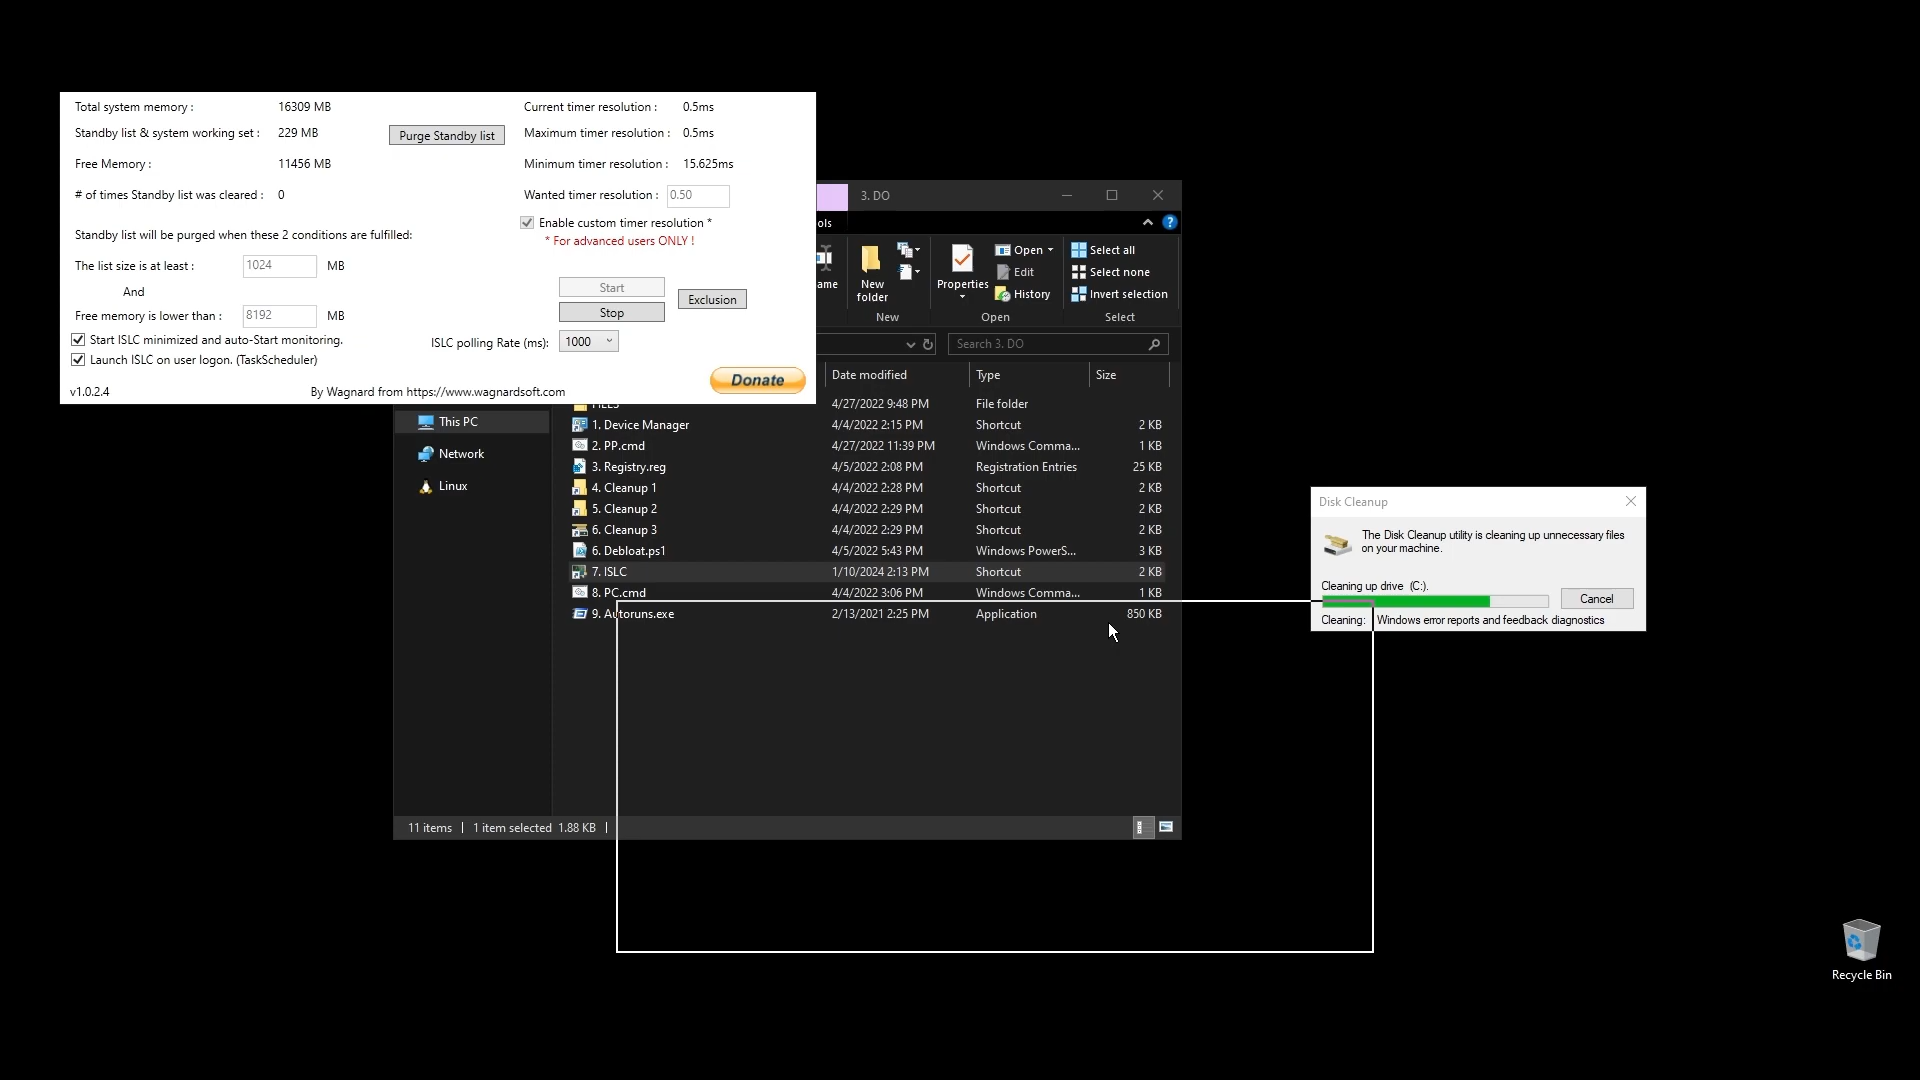 Total system memory : 16309 MB
Standby list & system working set : 229 MB
Purge Standby list
Free Memory : 11456 MB
# of times Standby list was cleared : 0
Standby list will be purged when these 2 conditions are fulfilled:
The list size is at least : 1024 MB
And
Free memory is lower than : 8192 MB
Start ISLC minimized and auto-Start monitoring.
Launch ISLC on user logon. (TaskScheduler)
v1.0.2.4
By Wagnard from https://www.wagnardsoft.com
Current timer resolution : 0.5ms
Maximum timer resolution : 0.5ms
Minimum timer resolution : 15.625ms
Wanted timer resolution : 0.50
Enable custom timer resolution *
* For advanced users ONLY !
Start
Stop
Exclusion
ISLC polling Rate (ms): 1000
Donate
3. DO
ols
ame
New
folder
New
Properties
Open
Edit
History
Open
Select all
Select none
Invert selection
Select
Search 3. DO
Date modified Type Size
This PC
Network
Linux
4/27/2022 9:48 PM File folder
1. Device Manager 4/4/2022 2:15 PM Shortcut 2 KB
2. PP.cmd 4/27/2022 11:39 PM Windows Comma... 1 KB
3. Registry.reg 4/5/2022 2:08 PM Registration Entries 25 KB
4. Cleanup 1 4/4/2022 2:28 PM Shortcut 2 KB
5. Cleanup 2 4/4/2022 2:29 PM Shortcut 2 KB
6. Cleanup 3 4/4/2022 2:29 PM Shortcut 2 KB
6. Debloat.ps1 4/5/2022 5:43 PM Windows PowerS... 3 KB
7. ISLC 1/10/2024 2:13 PM Shortcut 2 KB
8. PC.cmd 4/4/2022 3:06 PM Windows Comma... 1 KB
9. Autoruns.exe 2/13/2021 2:25 PM Application 850 KB
11 items 1 item selected 1.88 KB
Disk Cleanup
The Disk Cleanup utility is cleaning up unnecessary files
on your machine.
Cleaning up drive (C:).
Cancel
Cleaning: Windows error reports and feedback diagnostics
Recycle Bin